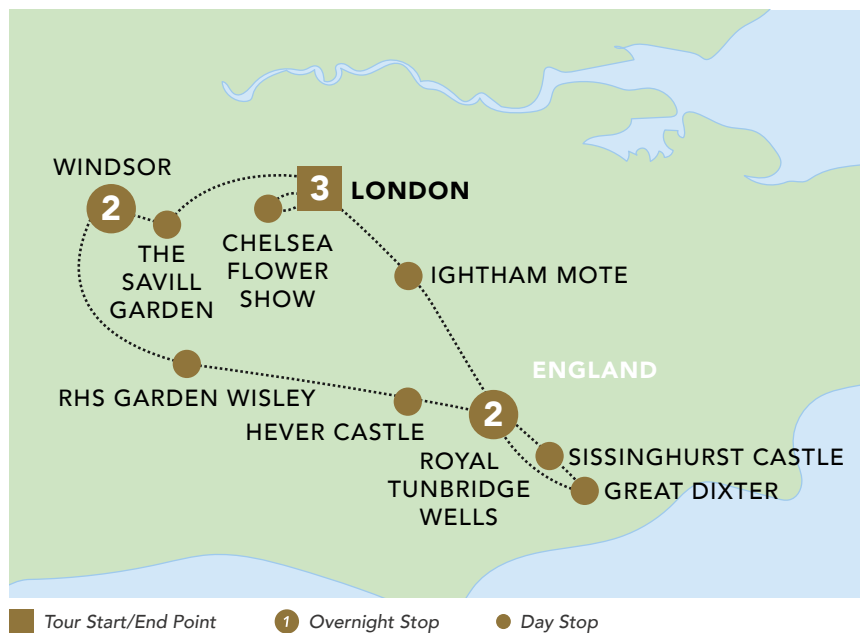 WINDSOR
2
THE
SAVILL
GARDEN
3
LONDON
CHELSEA
FLOWER
SHOW
IGHTHAM MOTE
RHS GARDEN WISLEY
HEVER CASTLE
ENGLAND
2
ROYAL
TUNBRIDGE
WELLS
SISSINGHURST CASTLE
GREAT DIXTER
Tour Start/End Point
1 Overnight Stop
Day Stop